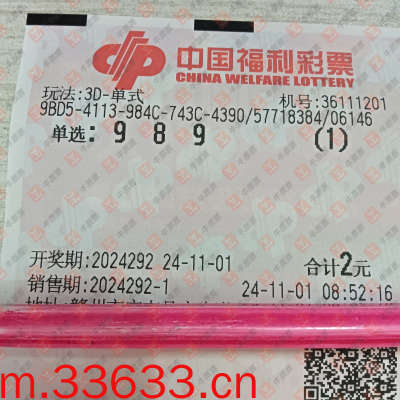 中国福利彩票
CHINA WELFARE LOTTERY
玩法:3D-单式 机号:36111201
9BD5-4113-984C-743C-4390/57718384/06146
单选: 9 8 9 (1)
开奖期:2024292 24-11-01 合计2元
销售期:2024292-1 24-11-01 08:52:16
m.33633.cn